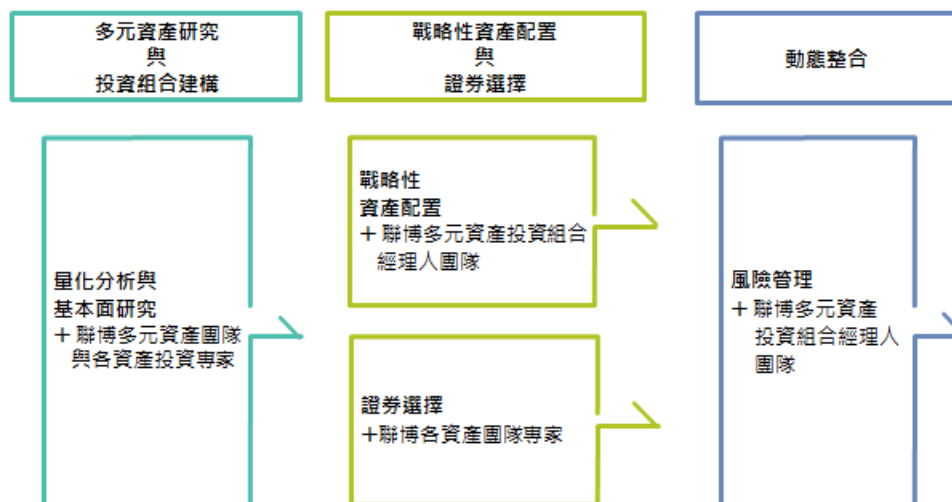 多元資產研究
與
投資組合建構
戰略性資產配置
與
證券選擇
動態整合
量化分析與
基本面研究
+ 聯博多元資產團隊
與各資產投資專家
戰略性
資產配置
+ 聯博多元資產投資組合
經理人團隊
證券選擇
+聯博各資產團隊專家
風險管理
+ 聯博多元資產
投資組合經理人
團隊